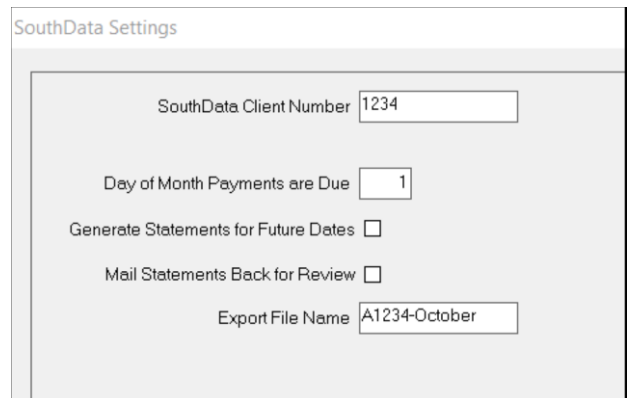 SouthData Settings
SouthData Client Number 1234
Day of Month Payments are Due 1
Generate Statements for Future Dates
Mail Statements Back for Review
Export File Name A1234-October